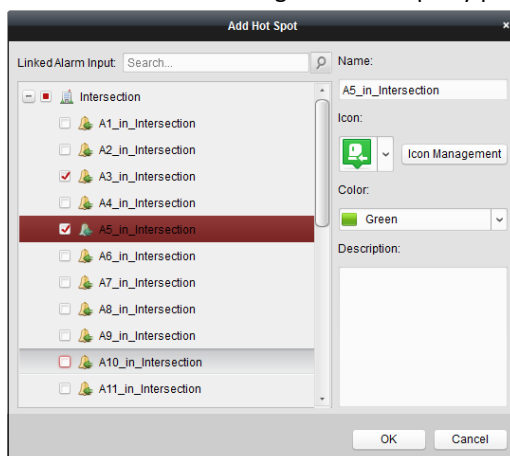 Add Hot Spot
Linked Alarm Input: Search...
Intersection
A1_in_Intersection
A2_in_Intersection
A3_in_Intersection
A4_in_Intersection
A5_in_Intersection
A6_in_Intersection
A7_in_Intersection
A8_in_Intersection
A9_in_Intersection
A10_in_Intersection
A11_in_Intersection
Name:
A5_in_Intersection
Icon:
Icon Management
Color:
Green
Description:
OK Cancel